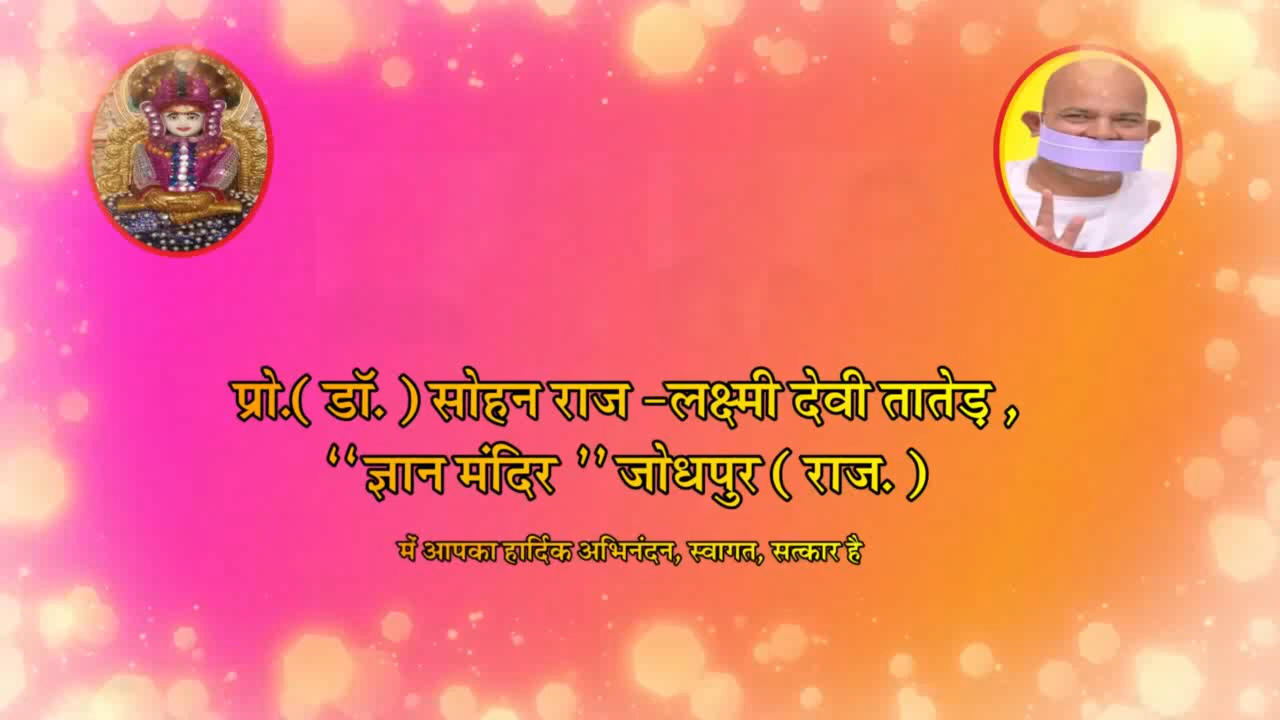 प्रो.( डॉ. ) सोहन राज -लक्ष्मी देवी तातेड़ ,
‘‘ ज्ञान मंदिर ’’ जोधपुर ( राज. )
में आपका हार्दिक अभिनंदन, स्वागत, सत्कार है